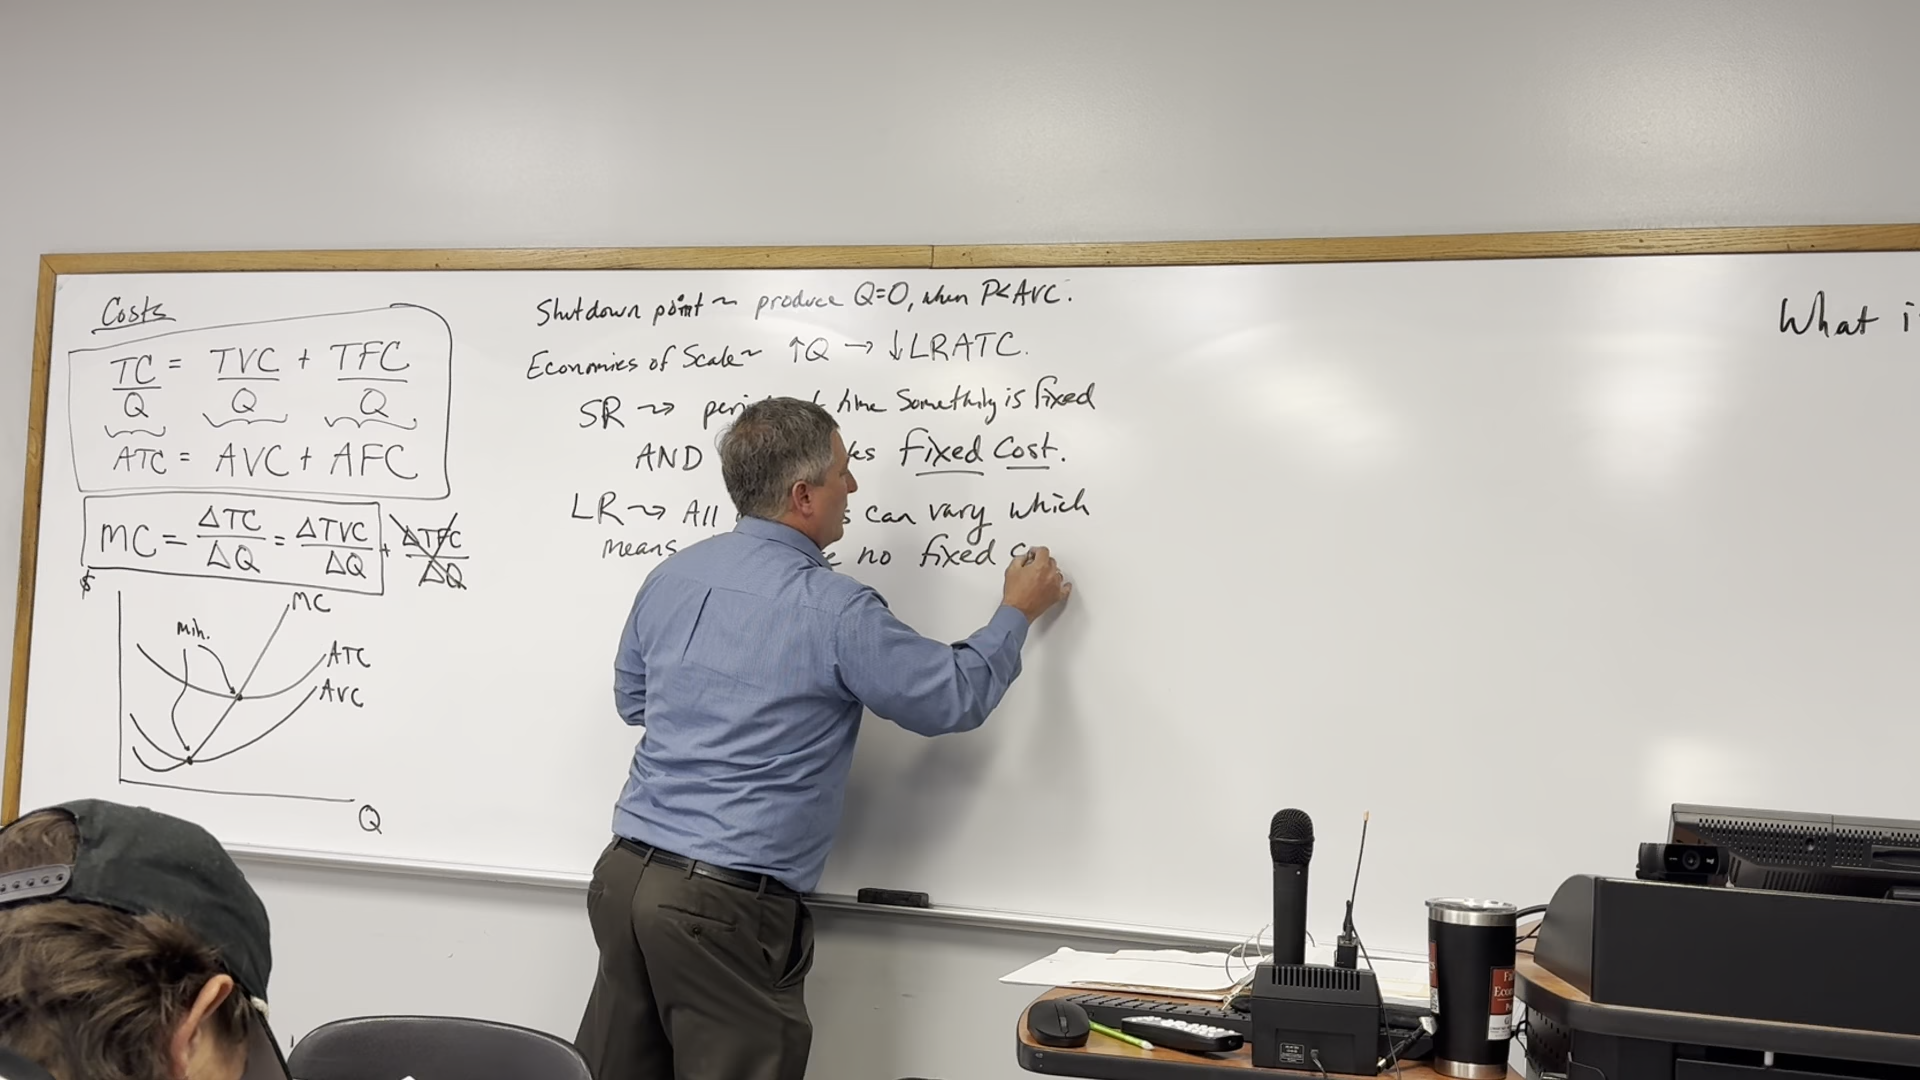 Costs
TC/Q = TVC/Q + TFC/Q
ATC = AVC + AFC
MC = ΔTC/ΔQ = ΔTVC/ΔQ + ΔTFC/ΔQ
$
MC
min.
ATC
AVC
Q
Shutdown point ~ produce Q=0, when P<AVC.
Economies of Scale ~ ↑Q → ↓LRATC.
SR → time Something is fixed
AND fixed Cost.
LR → All can vary which
means no fixed
What